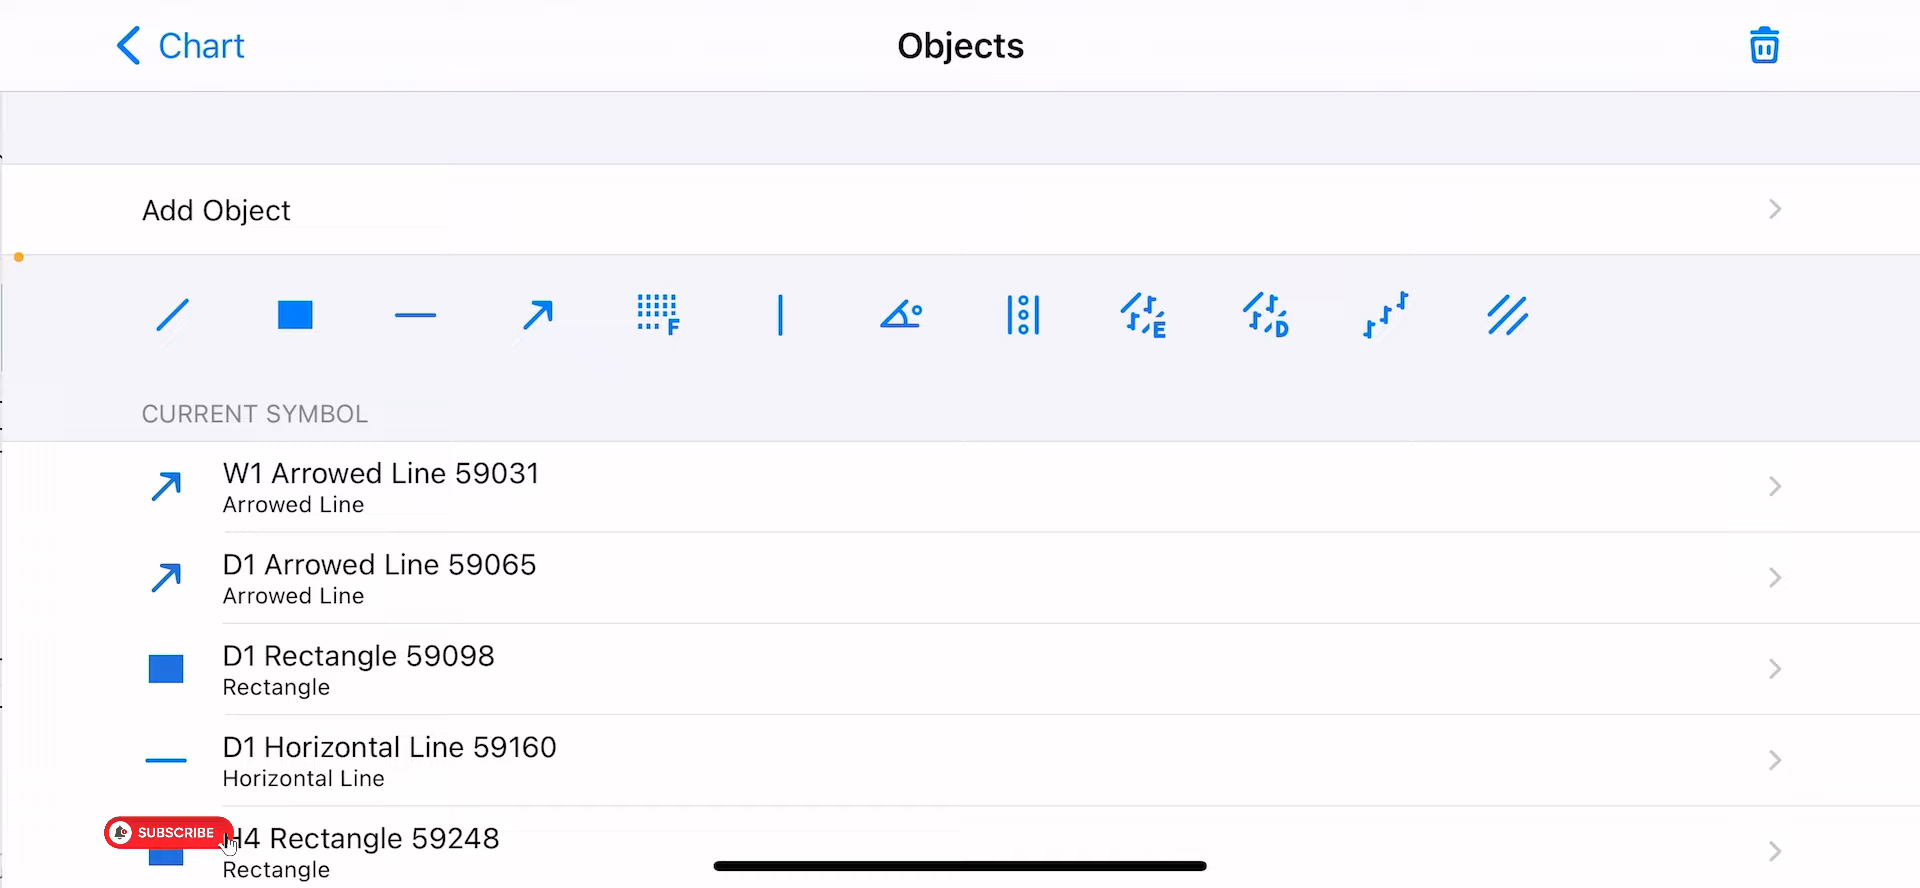 Chart
Objects
Add Object
F
E
D
CURRENT SYMBOL
W1 Arrowed Line 59031
Arrowed Line
D1 Arrowed Line 59065
Arrowed Line
D1 Rectangle 59098
Rectangle
D1 Horizontal Line 59160
Horizontal Line
SUBSCRIBE
H4 Rectangle 59248
Rectangle